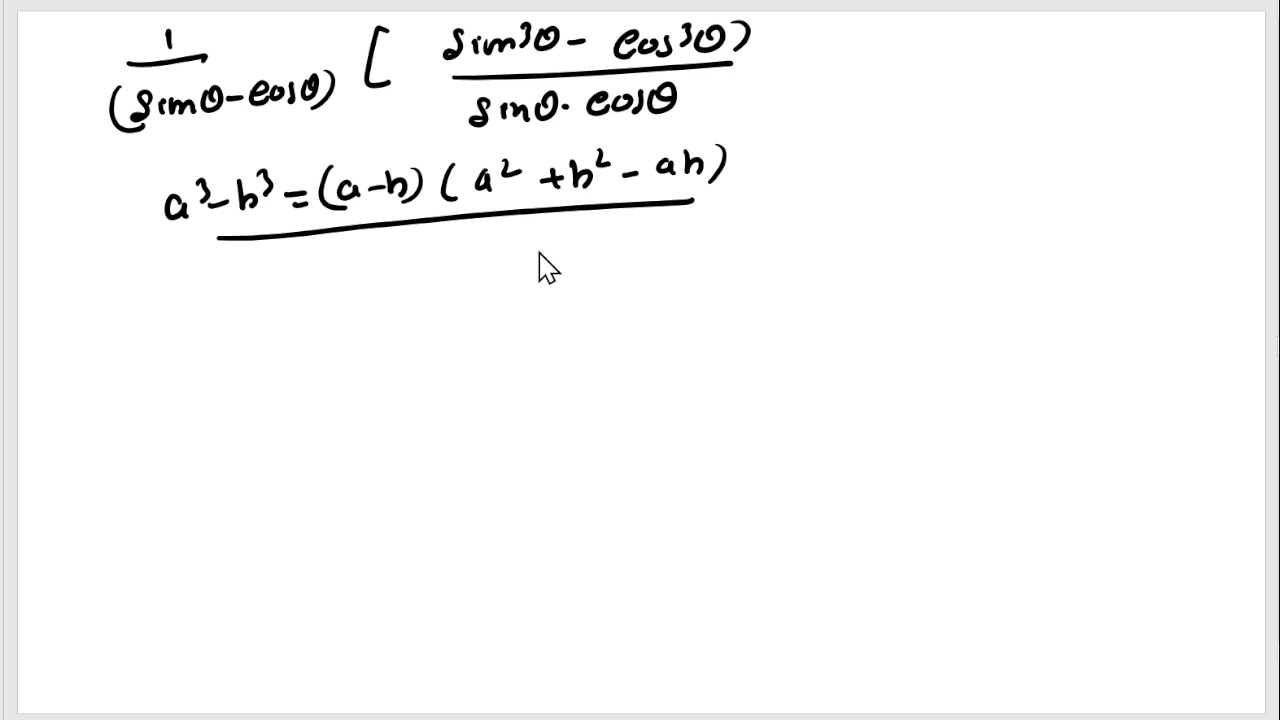 1/(sinθ-cosθ) [ (sin³θ - cos³θ)/(sinθ·cosθ)
a³-b³=(a-b)(a²+b²-ab)